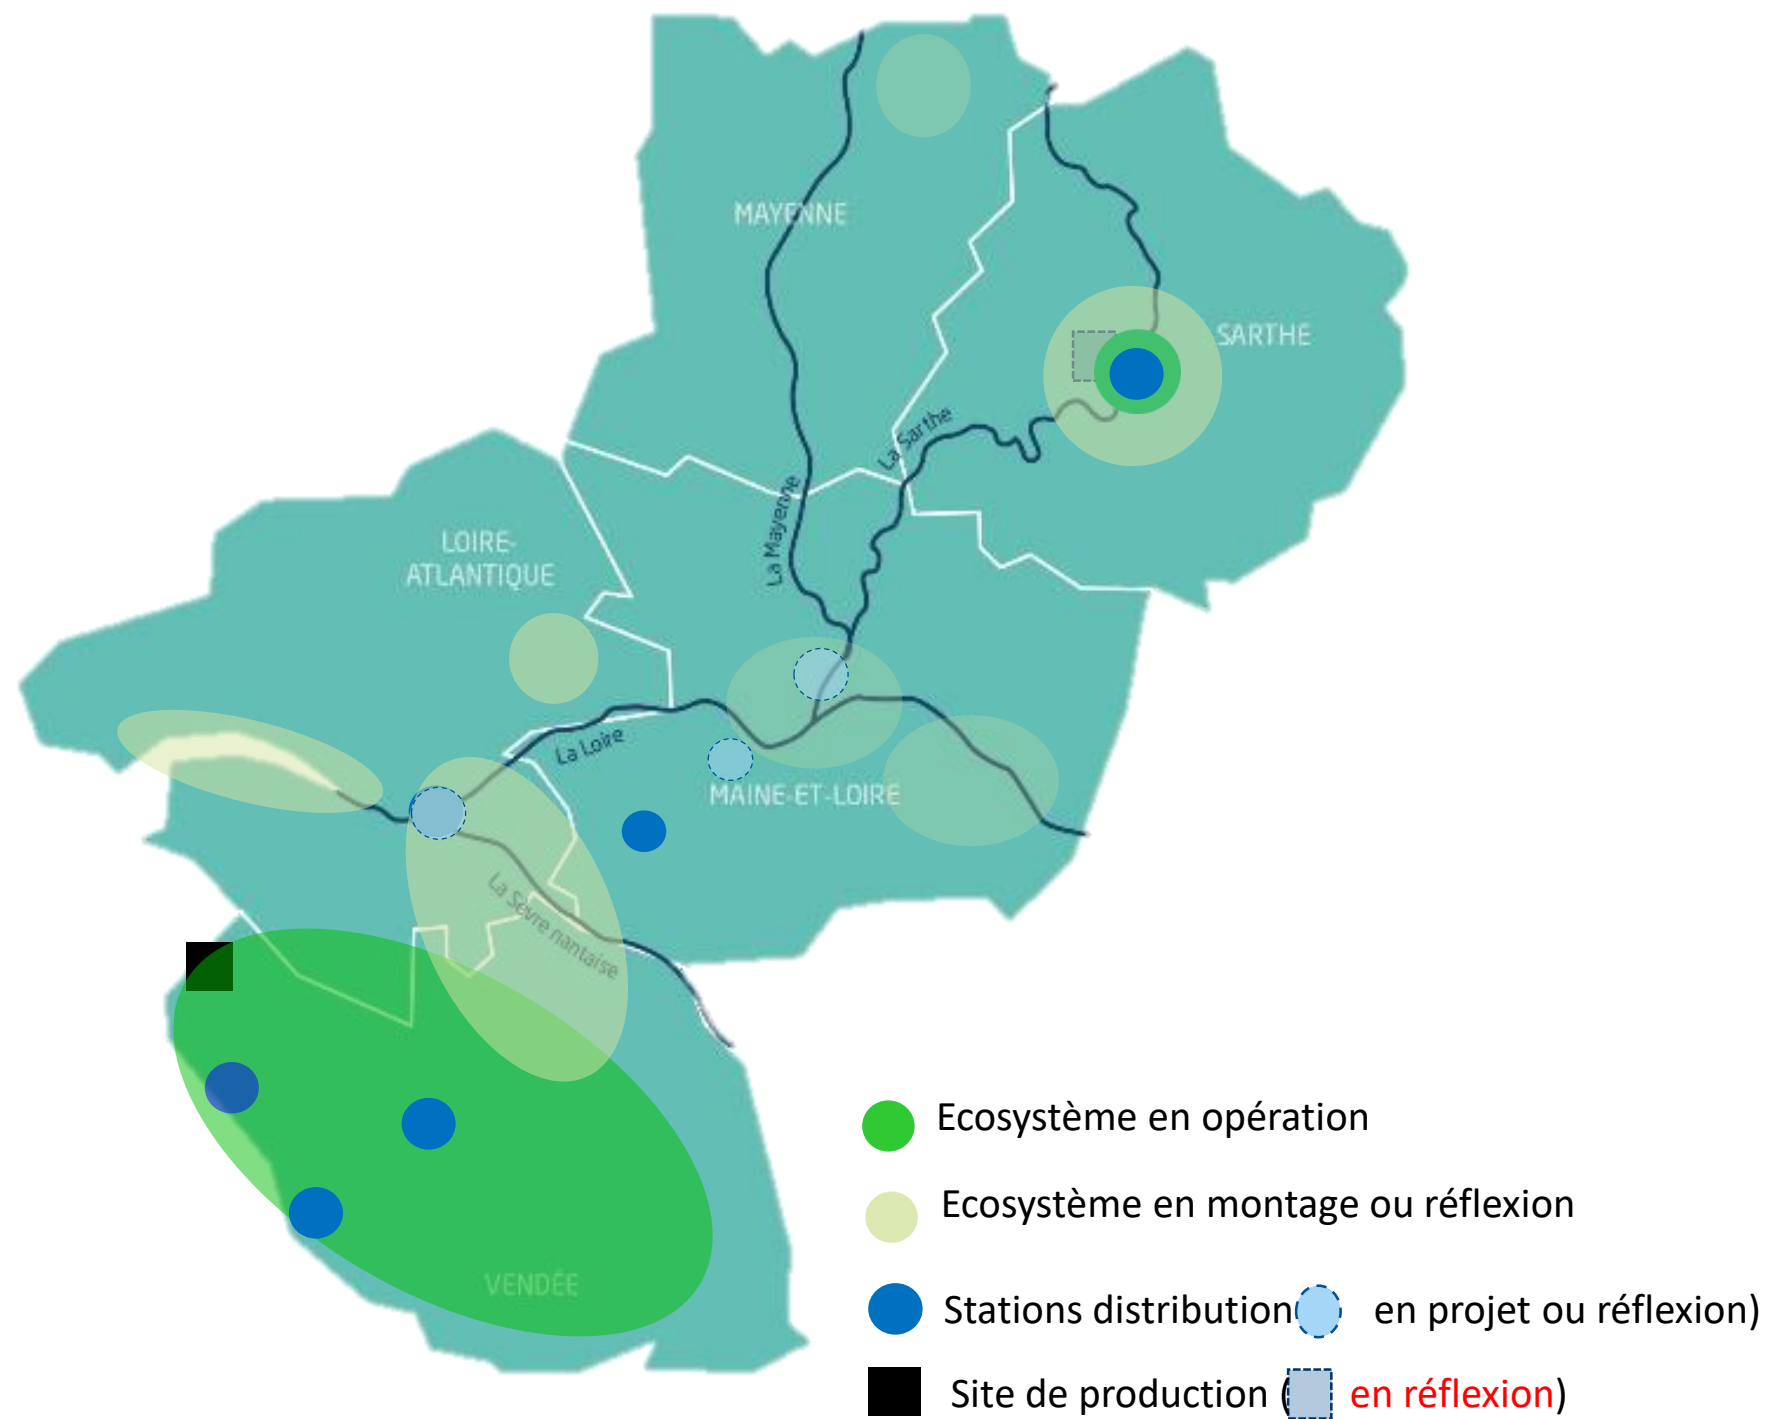 MAYENNE
SARTHE
La Sarthe
La Mayenne
LOIRE-
ATLANTIQUE
La Loire
MAINE-ET-LOIRE
La Sèvre nantaise
VENDÉE
Ecosystème en opération
Ecosystème en montage ou réflexion
Stations distribution en projet ou réflexion)
Site de production ( en réflexion)